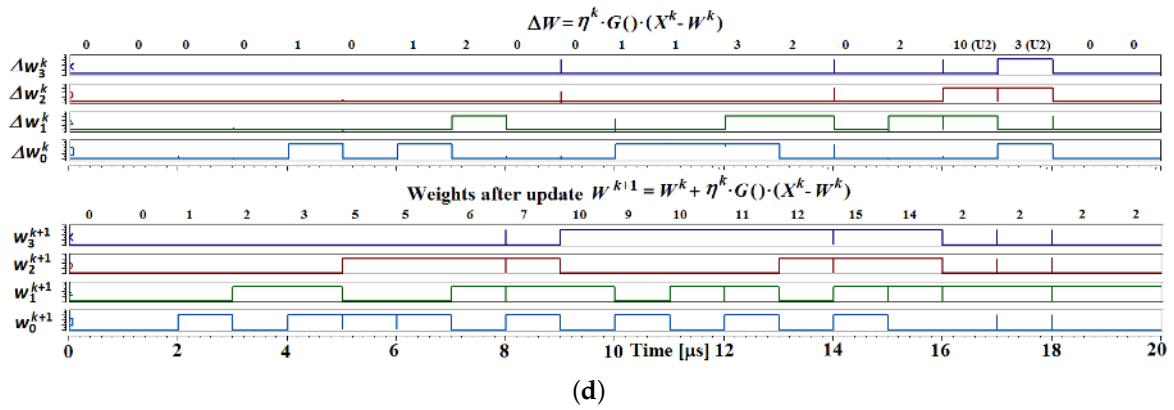 ΔW = η^k · G() · (X^k - W^k)
0 0 0 0 1 0 1 2 0 0 1 1 3 2 0 2 -10 (U2) -3 (U2) 0 0
Δw_3^k
Δw_2^k
Δw_1^k
Δw_0^k
Weights after update W^{k+1} = W^k + η^k · G() · (X^k - W^k)
0 0 1 2 3 5 5 6 7 10 9 10 11 12 15 14 2 2 2 2
w_3^{k+1}
w_2^{k+1}
w_1^{k+1}
w_0^{k+1}
0 2 4 6 8 10 Time [μs] 12 14 16 18 20
(d)